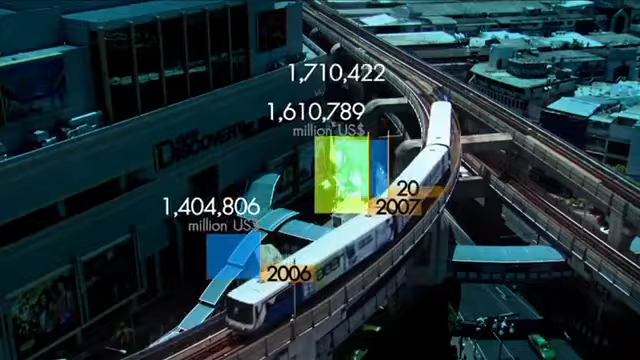 1,710,422
1,610,789
million US$
20
2007
1,404,806
million US$
2006
DISCOVERY